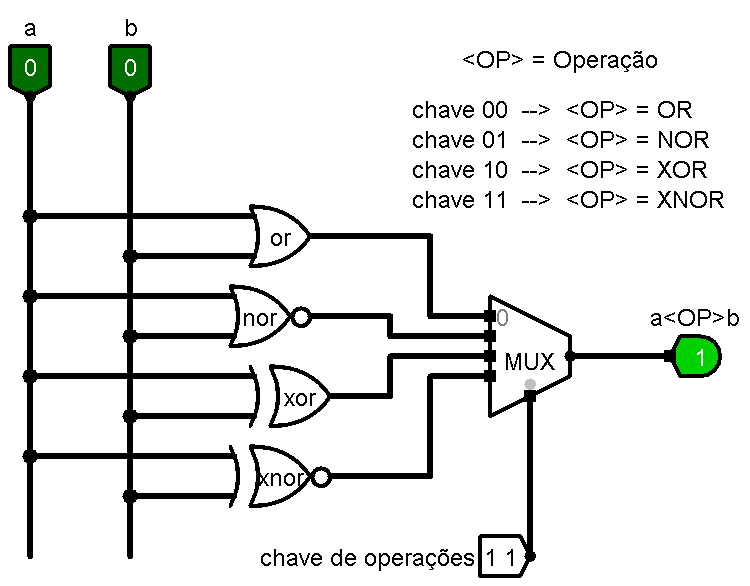 a
b
0
0
<OP> = Operação
chave 00 --> <OP> = OR
chave 01 --> <OP> = NOR
chave 10 --> <OP> = XOR
chave 11 --> <OP> = XNOR
or
nor
xor
xnor
0
MUX
a<OP>b
1
chave de operações
1 1